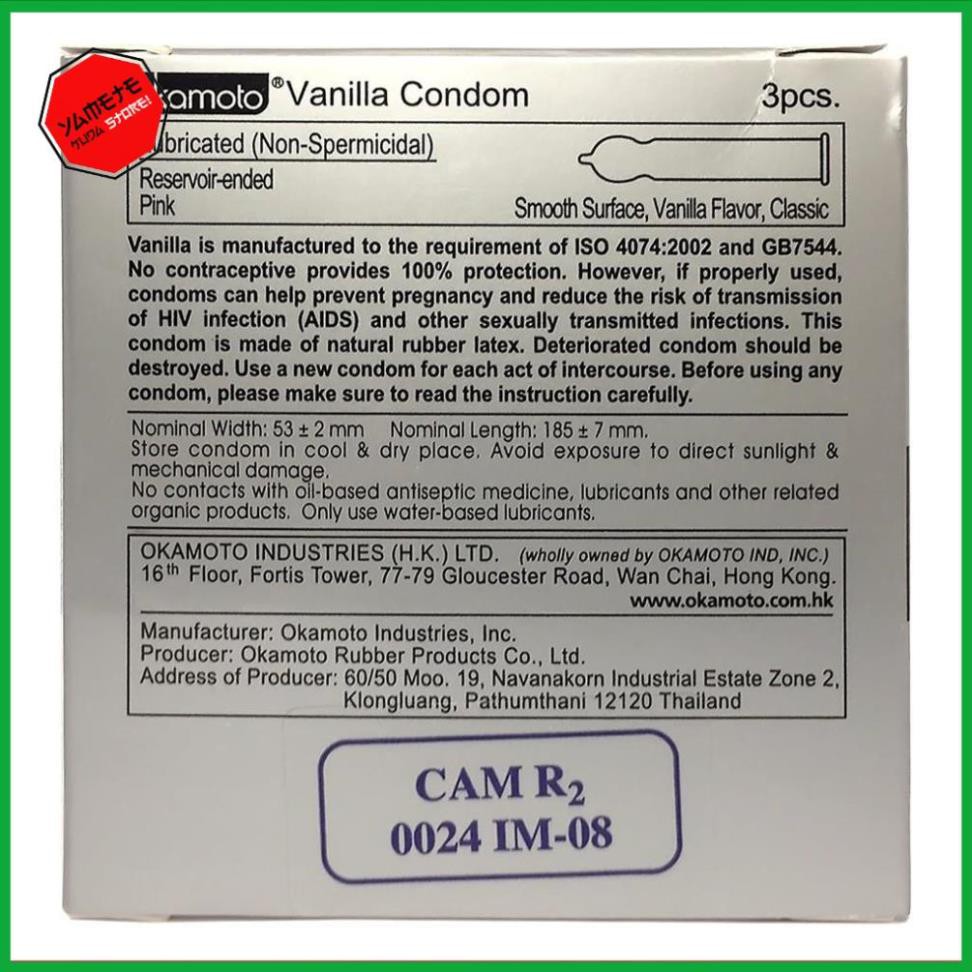 YAMETE
KUDA STORE!
okamoto® Vanilla Condom 3pcs.
Lubricated (Non-Spermicidal)
Reservoir-ended
Pink
Smooth Surface, Vanilla Flavor, Classic
Vanilla is manufactured to the requirement of ISO 4074:2002 and GB7544.
No contraceptive provides 100% protection. However, if properly used,
condoms can help prevent pregnancy and reduce the risk of transmission
of HIV infection (AIDS) and other sexually transmitted infections. This
condom is made of natural rubber latex. Deteriorated condom should be
destroyed. Use a new condom for each act of intercourse. Before using any
condom, please make sure to read the instruction carefully.
Nominal Width: 53 ± 2 mm Nominal Length: 185 ± 7 mm.
Store condom in cool & dry place. Avoid exposure to direct sunlight &
mechanical damage.
No contacts with oil-based antiseptic medicine, lubricants and other related
organic products. Only use water-based lubricants.
OKAMOTO INDUSTRIES (H.K.) LTD. (wholly owned by OKAMOTO IND, INC.)
16th Floor, Fortis Tower, 77-79 Gloucester Road, Wan Chai, Hong Kong.
www.okamoto.com.hk
Manufacturer: Okamoto Industries, Inc.
Producer: Okamoto Rubber Products Co., Ltd.
Address of Producer: 60/50 Moo. 19, Navanakorn Industrial Estate Zone 2,
Klongluang, Pathumthani 12120 Thailand
CAM R2
0024 IM-08